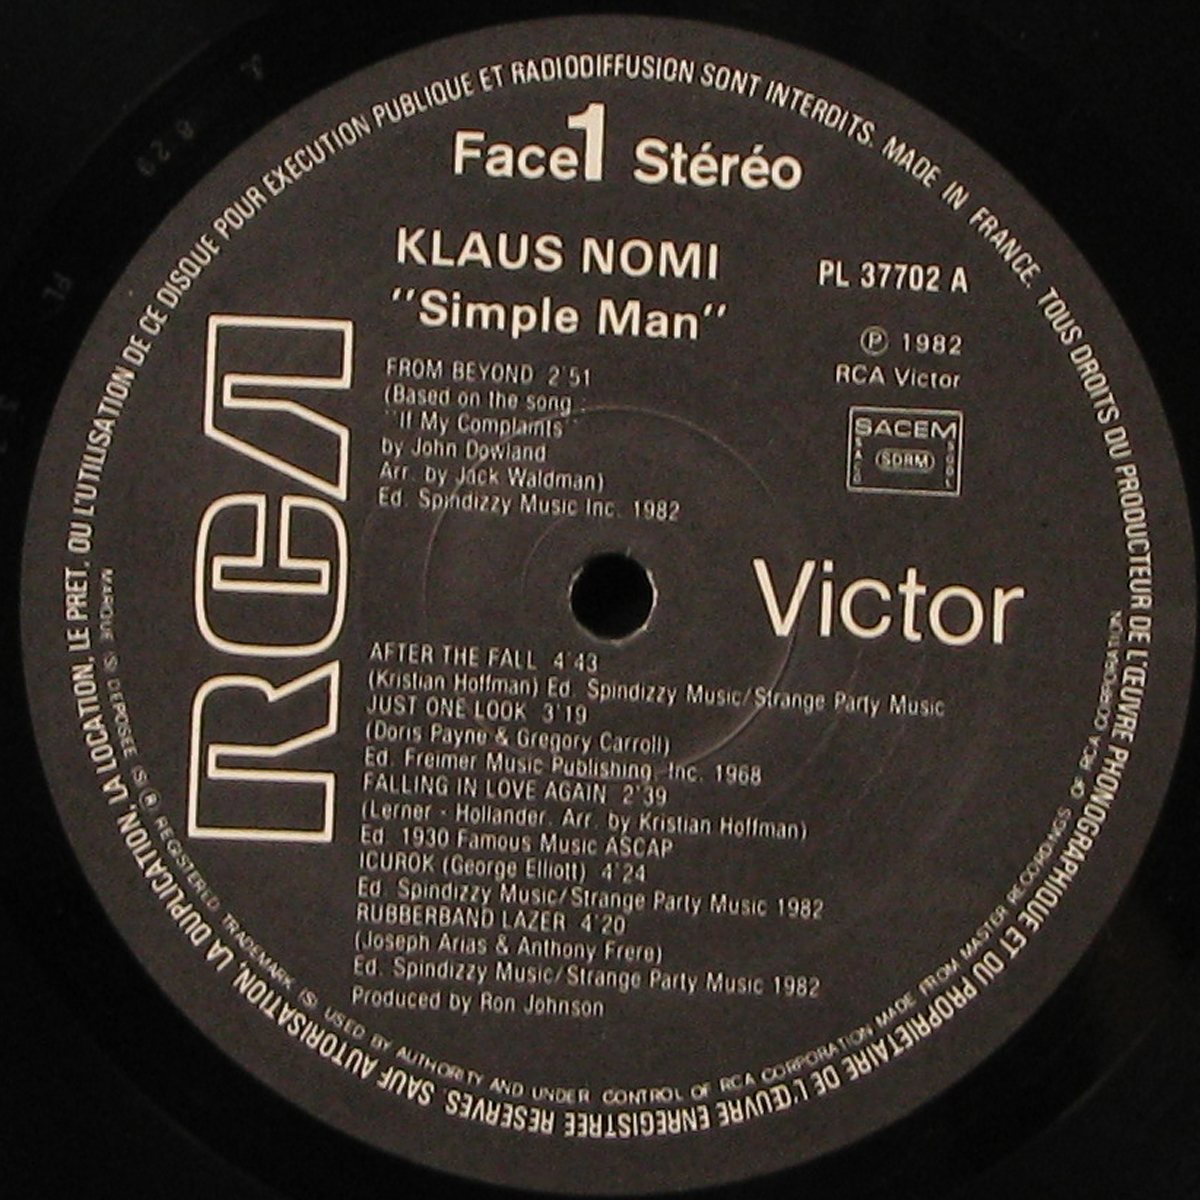 Face 1 Stéréo
KLAUS NOMI
"Simple Man"
PL 37702 A
Ⓟ 1982
RCA Victor
SACEM
SDRM
FROM BEYOND 2'51
(Based on the song :
"If My Complaints"
by John Dowland
Arr. by Jack Waldman)
Ed. Spindizzy Music Inc. 1982
RCA
Victor
AFTER THE FALL 4'43
(Kristian Hoffman) Ed. Spindizzy Music/Strange Party Music
JUST ONE LOOK 3'19
(Doris Payne & Gregory Carroll)
Ed. Freimer Music Publishing, Inc. 1968
FALLING IN LOVE AGAIN 2'39
(Lerner - Hollander. Arr. by Kristian Hoffman)
Ed. 1930 Famous Music ASCAP
ICUROK (George Elliott) 4'24
Ed. Spindizzy Music/Strange Party Music 1982
RUBBERBAND LAZER 4'20
(Joseph Arias & Anthony Frere)
Ed. Spindizzy Music/Strange Party Music 1982
Produced by Ron Johnson
TOUS DROITS DU PRODUCTEUR DE L'ŒUVRE PHONOGRAPHIQUE ET DU PROPRIETAIRE DE L'ŒUVRE ENREGISTREE RESERVES. SAUF AUTORISATION, LA DUPLICATION, LA LOCATION, LE PRET, OU L'UTILISATION DE CE DISQUE POUR EXECUTION PUBLIQUE ET RADIODIFFUSION SONT INTERDITS. MADE IN FRANCE.
MARQUE (S) DEPOSEE (S) ® REGISTERED TRADEMARK (S) USED BY AUTHORITY AND UNDER CONTROL OF RCA CORPORATION MADE FROM MASTER RECORDINGS OF RCA CORPORATION